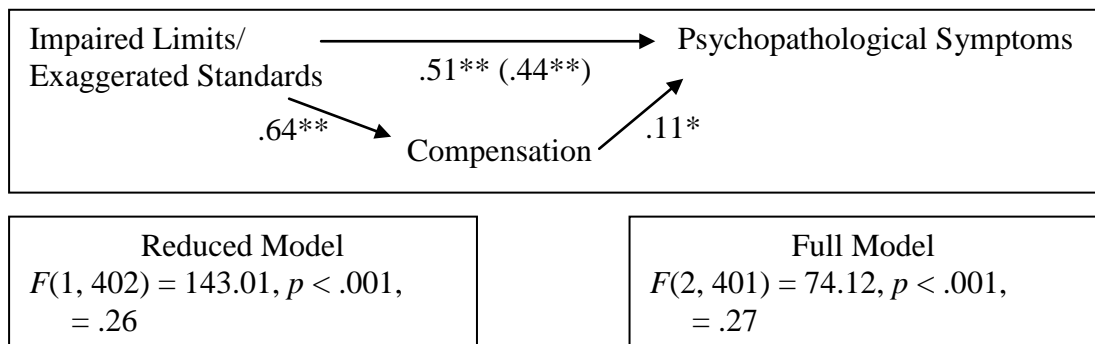 Impaired Limits/
Exaggerated Standards
Psychopathological Symptoms
.51** (.44**)
.64**
.11*
Compensation
Reduced Model
F(1, 402) = 143.01, p < .001,
= .26
Full Model
F(2, 401) = 74.12, p < .001,
= .27